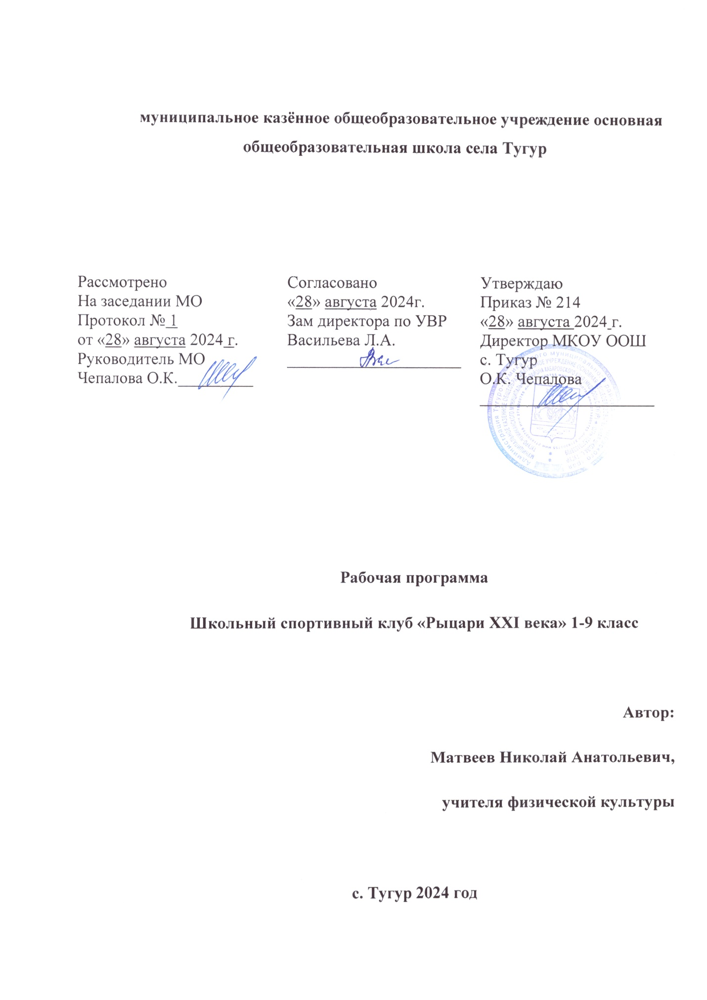 муниципальное казённое общеобразовательное учреждение основная
общеобразовательная школа села Тугур
Рассмотрено
На заседании МО
Протокол № 1
от «28» августа 2024 г.
Руководитель МО
Чепалова О.К.
Согласовано
«28» августа 2024г.
Зам директора по УВР
Васильева Л.А.
Утверждаю
Приказ № 214
«28» августа 2024 г.
Директор МКОУ ООШ
с. Тугур
О.К. Чепалова
Рабочая программа
Школьный спортивный клуб «Рыцари XXI века» 1-9 класс
Автор:
Матвеев Николай Анатольевич,
учителя физической культуры
с. Тугур 2024 год